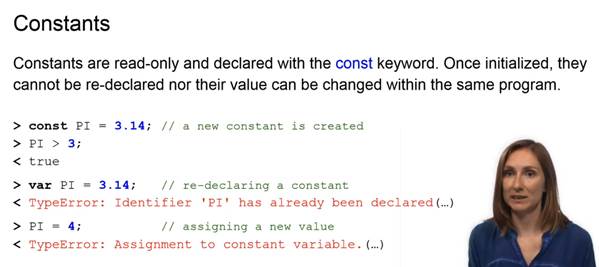 Constants
Constants are read-only and declared with the const keyword. Once initialized, they
cannot be re-declared nor their value can be changed within the same program.
> const PI = 3.14; // a new constant is created
> PI > 3;
< true
> var PI = 3.14; // re-declaring a constant
< TypeError: Identifier 'PI' has already been declared(…)
> PI = 4; // assigning a new value
< TypeError: Assignment to constant variable.(…)